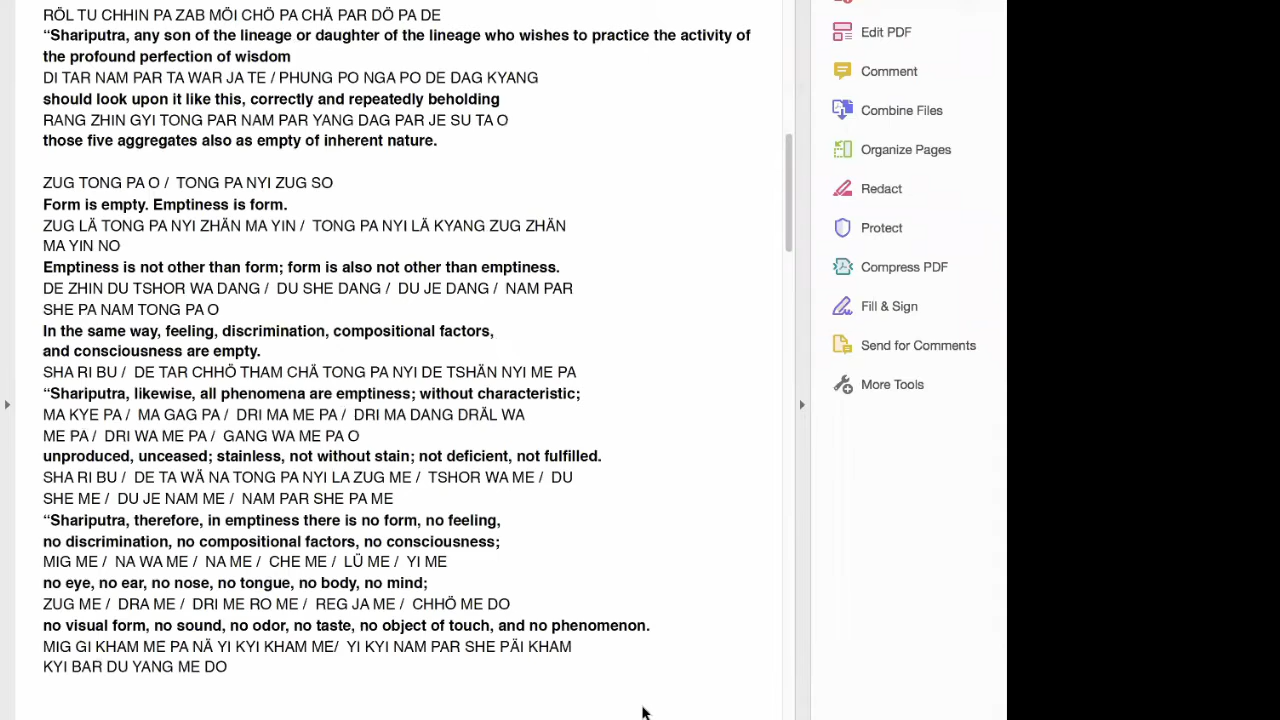 RÖL TU CHHIN PA ZAB MÖI CHÖ PA CHÄ PAR DÖ PA DE
“Shariputra, any son of the lineage or daughter of the lineage who wishes to practice the activity of
the profound perfection of wisdom
DI TAR NAM PAR TA WAR JA TE / PHUNG PO NGA PO DE DAG KYANG
should look upon it like this, correctly and repeatedly beholding
RANG ZHIN GYI TONG PAR NAM PAR YANG DAG PAR JE SU TA O
those five aggregates also as empty of inherent nature.
ZUG TONG PA O / TONG PA NYI ZUG SO
Form is empty. Emptiness is form.
ZUG LÄ TONG PA NYI ZHÄN MA YIN / TONG PA NYI LÄ KYANG ZUG ZHÄN
MA YIN NO
Emptiness is not other than form; form is also not other than emptiness.
DE ZHIN DU TSHOR WA DANG / DU SHE DANG / DU JE DANG / NAM PAR
SHE PA NAM TONG PA O
In the same way, feeling, discrimination, compositional factors,
and consciousness are empty.
SHA RI BU / DE TAR CHHÖ THAM CHÄ TONG PA NYI DE TSHÄN NYI ME PA
“Shariputra, likewise, all phenomena are emptiness; without characteristic;
MA KYE PA / MA GAG PA / DRI MA ME PA / DRI MA DANG DRÄL WA
ME PA / DRI WA ME PA / GANG WA ME PA O
unproduced, unceased; stainless, not without stain; not deficient, not fulfilled.
SHA RI BU / DE TA WÄ NA TONG PA NYI LA ZUG ME / TSHOR WA ME / DU
SHE ME / DU JE NAM ME / NAM PAR SHE PA ME
“Shariputra, therefore, in emptiness there is no form, no feeling,
no discrimination, no compositional factors, no consciousness;
MIG ME / NA WA ME / NA ME / CHE ME / LÜ ME / YI ME
no eye, no ear, no nose, no tongue, no body, no mind;
ZUG ME / DRA ME / DRI ME RO ME / REG JA ME / CHHÖ ME DO
no visual form, no sound, no odor, no taste, no object of touch, and no phenomenon.
MIG GI KHAM ME PA NÄ YI KYI KHAM ME/ YI KYI NAM PAR SHE PÄI KHAM
KYI BAR DU YANG ME DO
Edit PDF
Comment
Combine Files
Organize Pages
Redact
Protect
Compress PDF
Fill & Sign
Send for Comments
More Tools